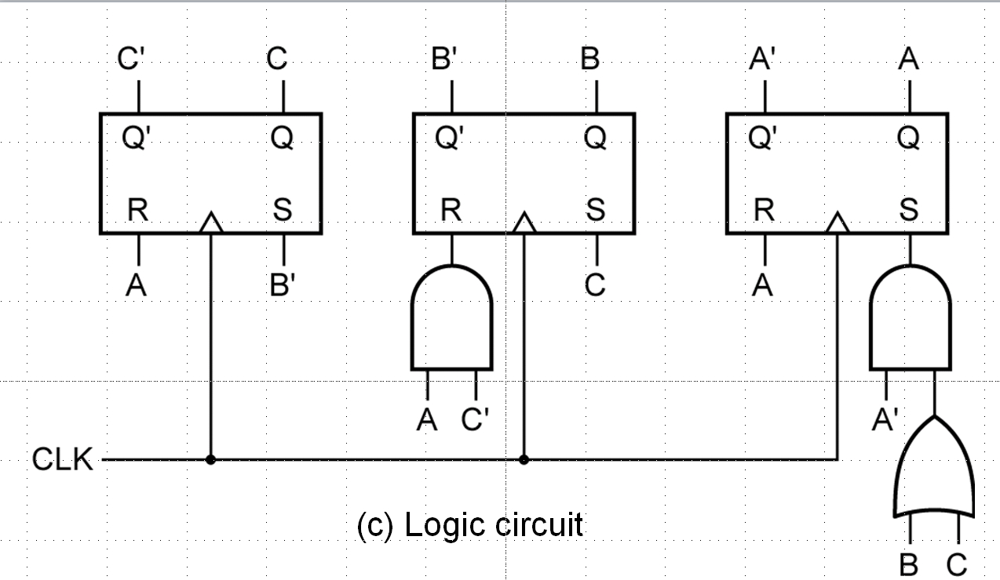 C' C B' B A' A
Q' Q Q' Q Q' Q
R S R S R S
A B' C A
A C' A'
CLK
(c) Logic circuit
B C